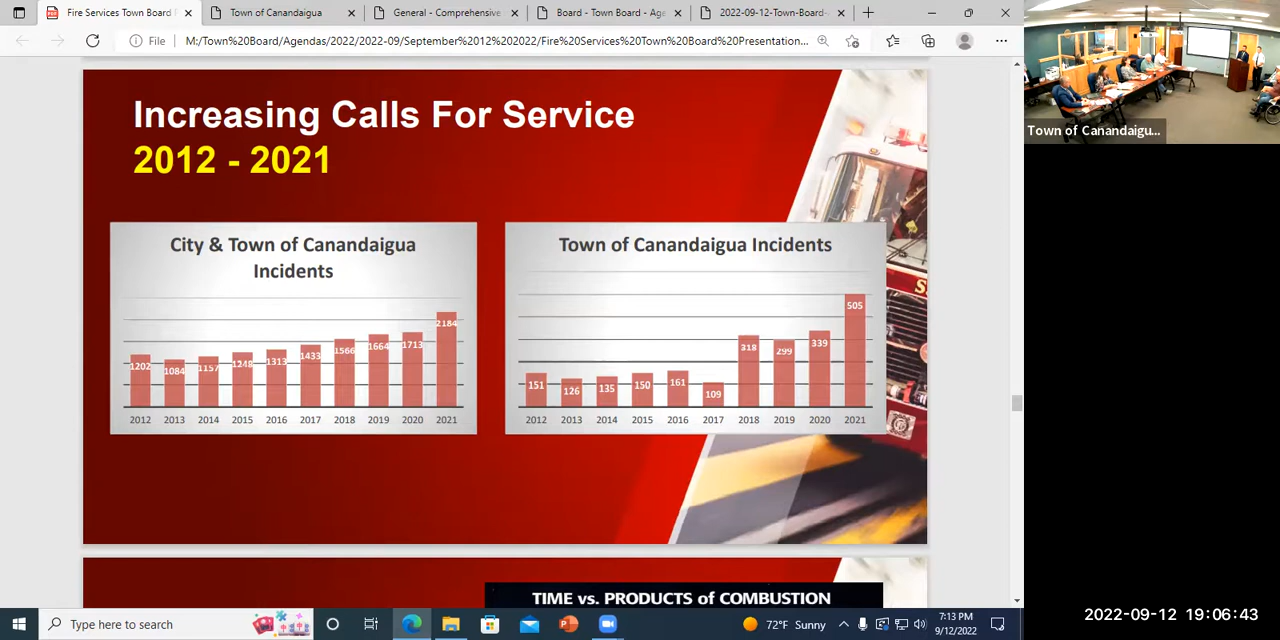 Fire Services Town Board
Town of Canandaigua
General - Comprehensive
Board - Town Board - Age
2022-09-12-Town-Board-
File
M:/Town%20Board/Agendas/2022/2022-09/September%2012%202022/Fire%20Services%20Town%20Board%20Presentation...
Town of Canandaigu...
Increasing Calls For Service
2012 - 2021
City & Town of Canandaigua
Incidents
1202 1084 1157 1248 1313 1433 1566 1664 1713 2184
2012 2013 2014 2015 2016 2017 2018 2019 2020 2021
Town of Canandaigua Incidents
151 126 135 150 161 109 318 299 339 505
2012 2013 2014 2015 2016 2017 2018 2019 2020 2021
TIME vs. PRODUCTS of COMBUSTION
Type here to search
72°F Sunny
7:13 PM
9/12/2022
2022-09-12 19:06:43